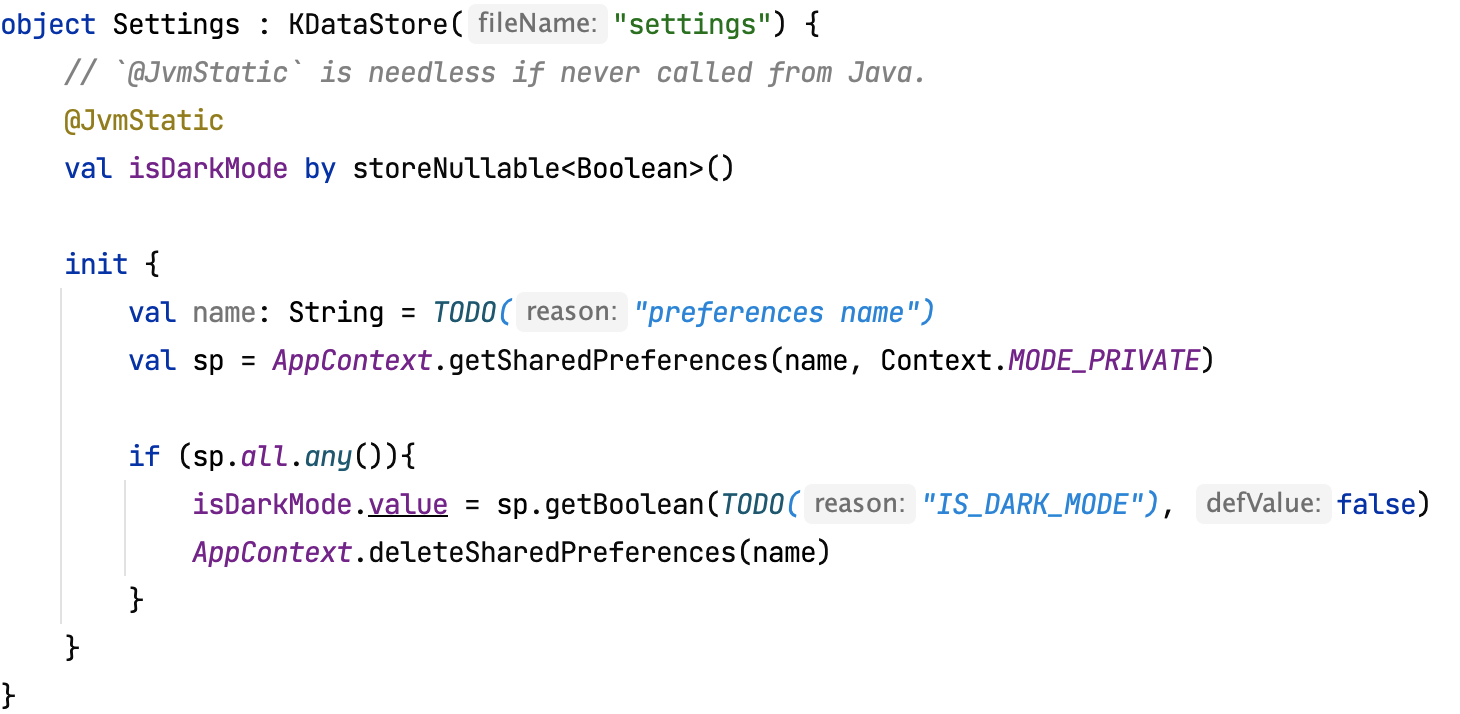 object Settings : KDataStore( fileName: "settings") {
// `@JvmStatic` is needless if never called from Java.
@JvmStatic
val isDarkMode by storeNullable<Boolean>()
init {
val name: String = TODO( reason: "preferences name")
val sp = AppContext.getSharedPreferences(name, Context.MODE_PRIVATE)
if (sp.all.any()){
isDarkMode.value = sp.getBoolean(TODO( reason: "IS_DARK_MODE"), defValue: false)
AppContext.deleteSharedPreferences(name)
}
}
}